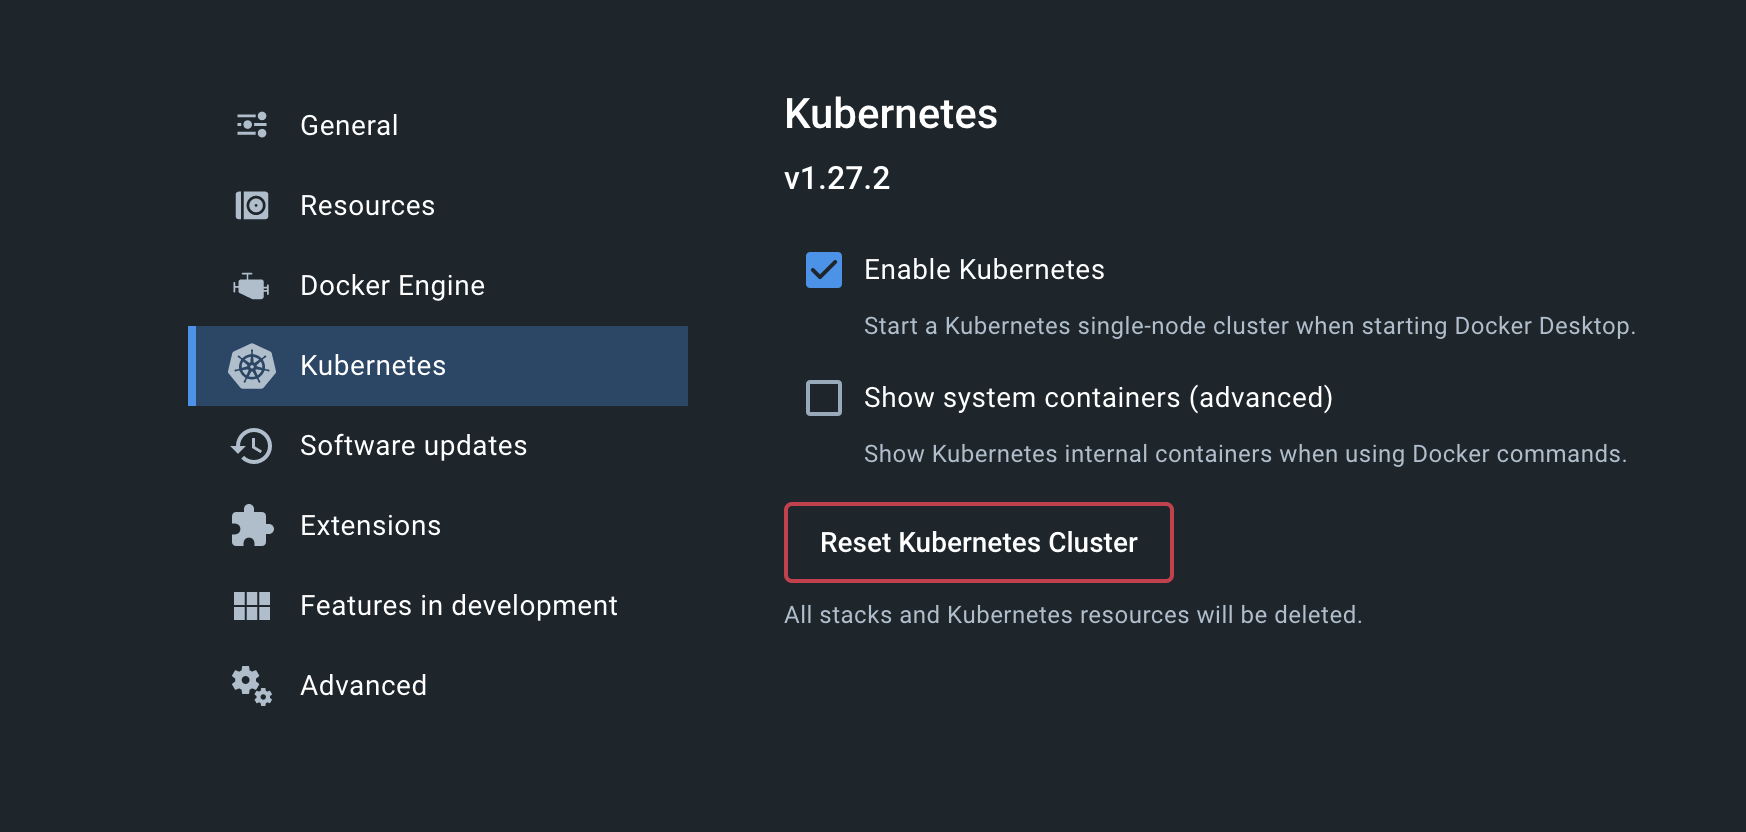 General
Resources
Docker Engine
Kubernetes
Software updates
Extensions
Features in development
Advanced
Kubernetes
v1.27.2
Enable Kubernetes
Start a Kubernetes single-node cluster when starting Docker Desktop.
Show system containers (advanced)
Show Kubernetes internal containers when using Docker commands.
Reset Kubernetes Cluster
All stacks and Kubernetes resources will be deleted.